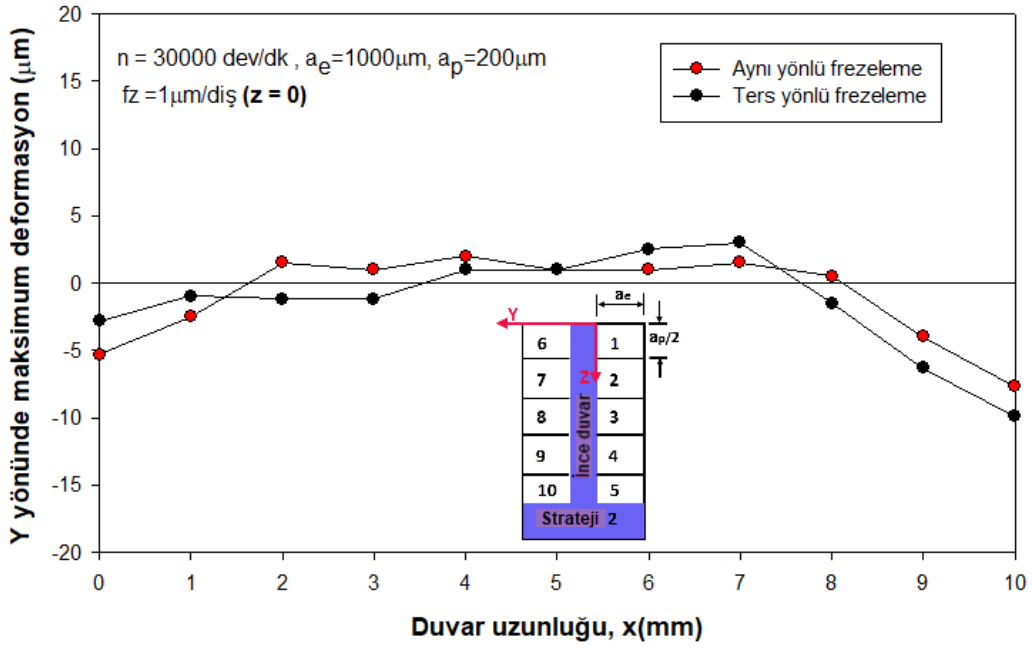 Y yönünde maksimum deformasyon (µm)
20
15
10
5
0
-5
-10
-15
-20
n = 30000 dev/dk , ae=1000µm, ap=200µm
fz =1µm/diş (z = 0)
Aynı yönlü frezeleme
Ters yönlü frezeleme
ae
Y
ap/2
6 1
Z
7 2
8 3
9 4
10 5
İnce duvar
Strateji 2
0 1 2 3 4 5 6 7 8 9 10
Duvar uzunluğu, x(mm)